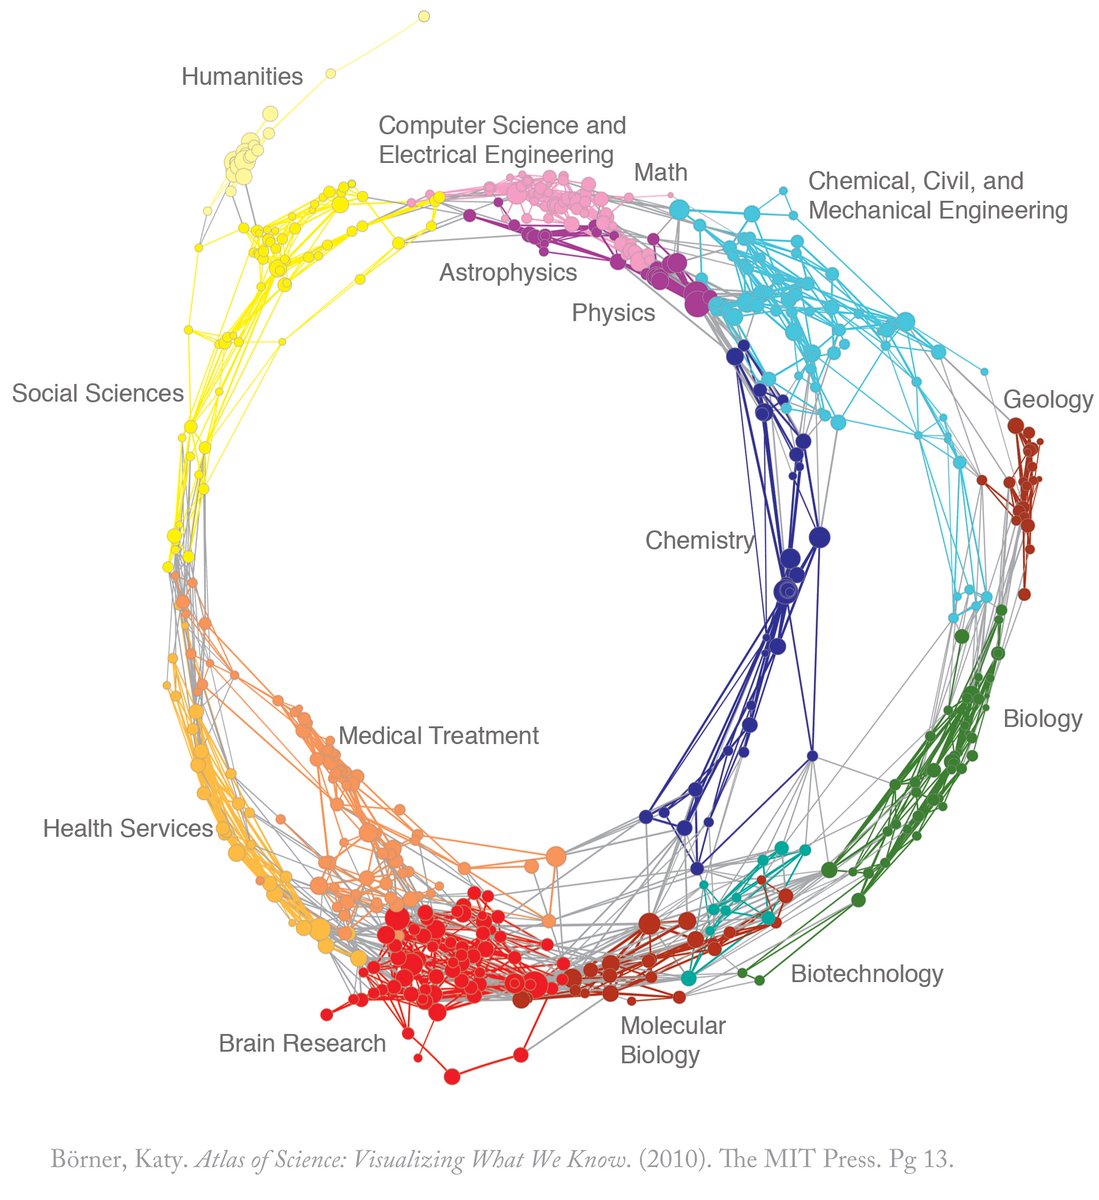 Humanities
Computer Science and
Electrical Engineering
Math
Chemical, Civil, and
Mechanical Engineering
Astrophysics
Physics
Social Sciences
Geology
Chemistry
Biology
Medical Treatment
Health Services
Biotechnology
Brain Research
Molecular
Biology
Börner, Katy. Atlas of Science: Visualizing What We Know. (2010). The MIT Press. Pg 13.